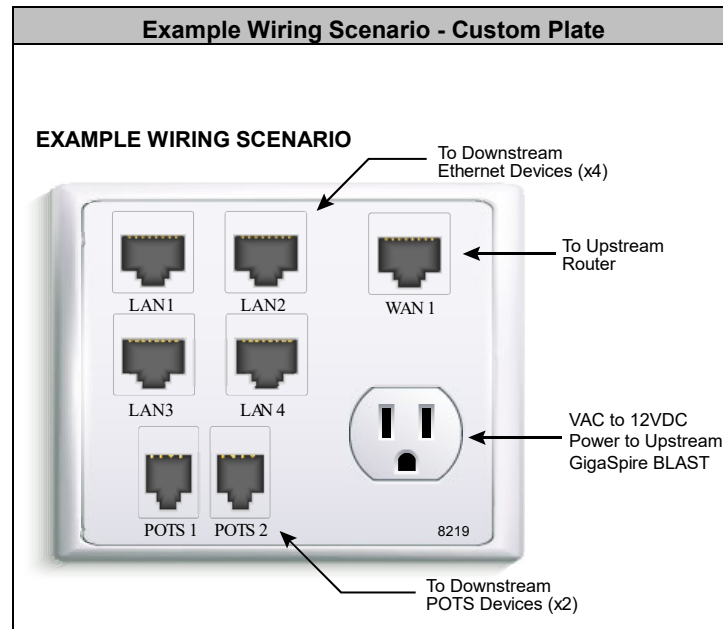 Example Wiring Scenario - Custom Plate
EXAMPLE WIRING SCENARIO
To Downstream
Ethernet Devices (x4)
To Upstream
Router
LAN1
LAN2
WAN 1
LAN3
LAN 4
VAC to 12VDC
Power to Upstream
GigaSpire BLAST
POTS 1
POTS 2
8219
To Downstream
POTS Devices (x2)